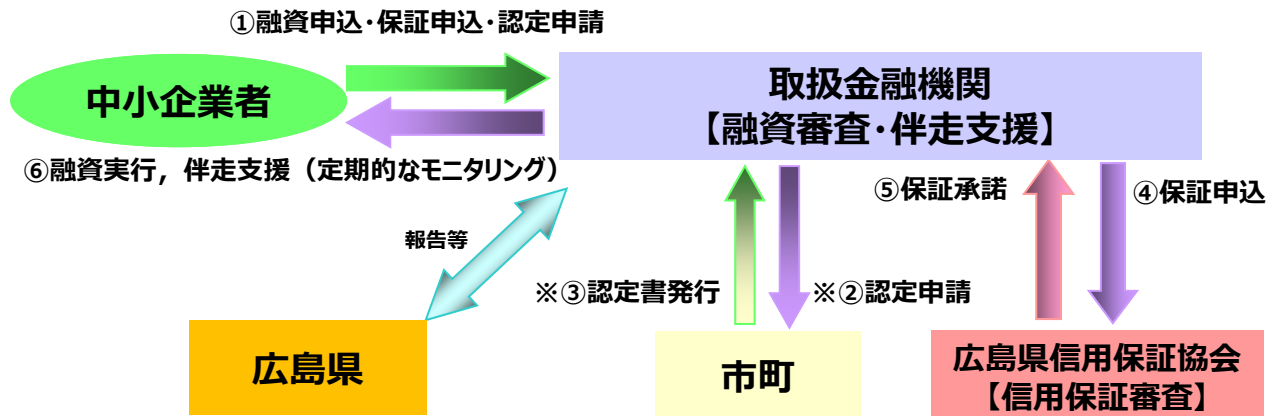 ①融資申込・保証申込・認定申請
中小企業者
取扱金融機関
【融資審査・伴走支援】
⑥融資実行，伴走支援（定期的なモニタリング）
⑤保証承諾
④保証申込
報告等
※③認定書発行
※②認定申請
広島県
市町
広島県信用保証協会
【信用保証審査】